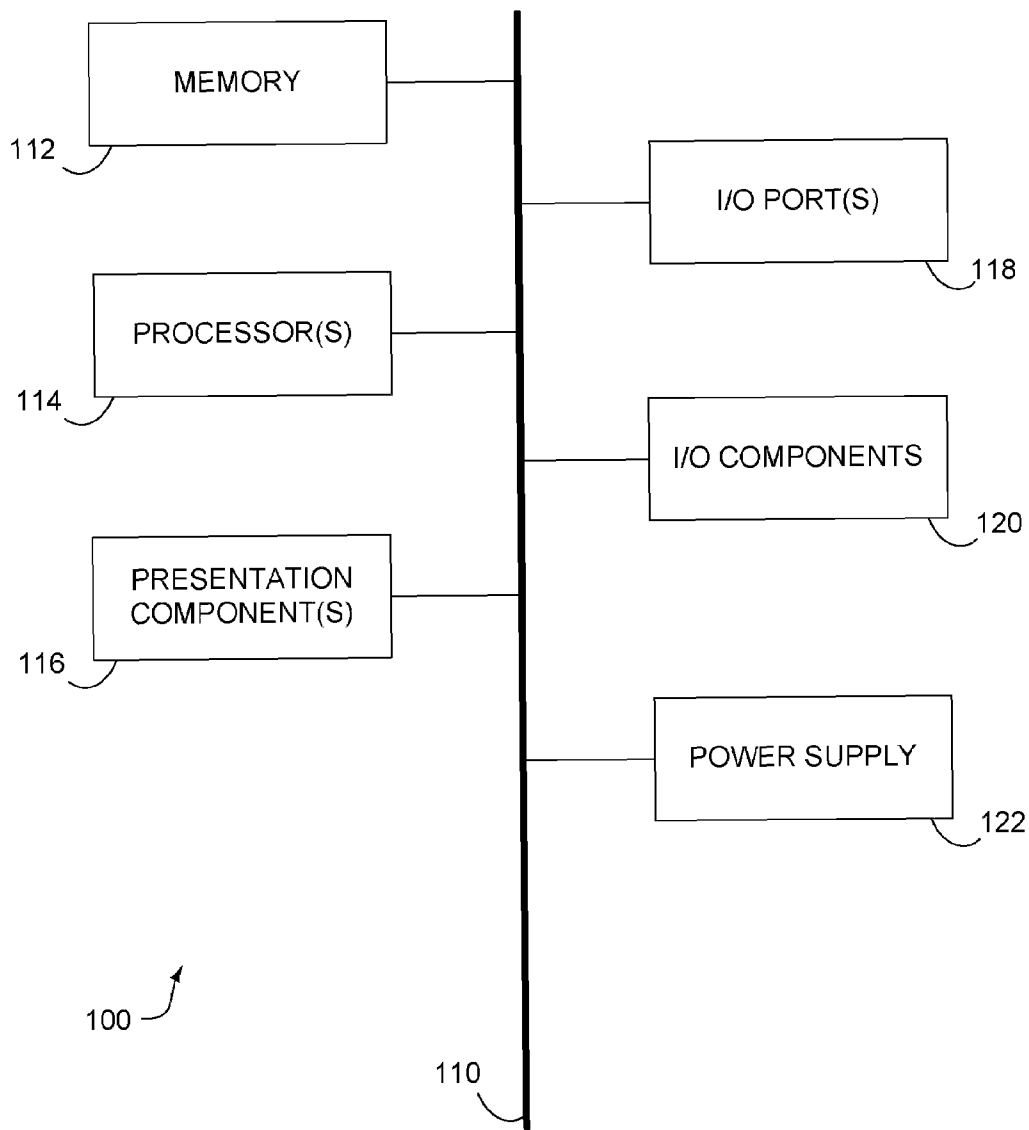 MEMORY
112
I/O PORT(S)
118
PROCESSOR(S)
114
I/O COMPONENTS
120
PRESENTATION
COMPONENT(S)
116
POWER SUPPLY
122
100
110